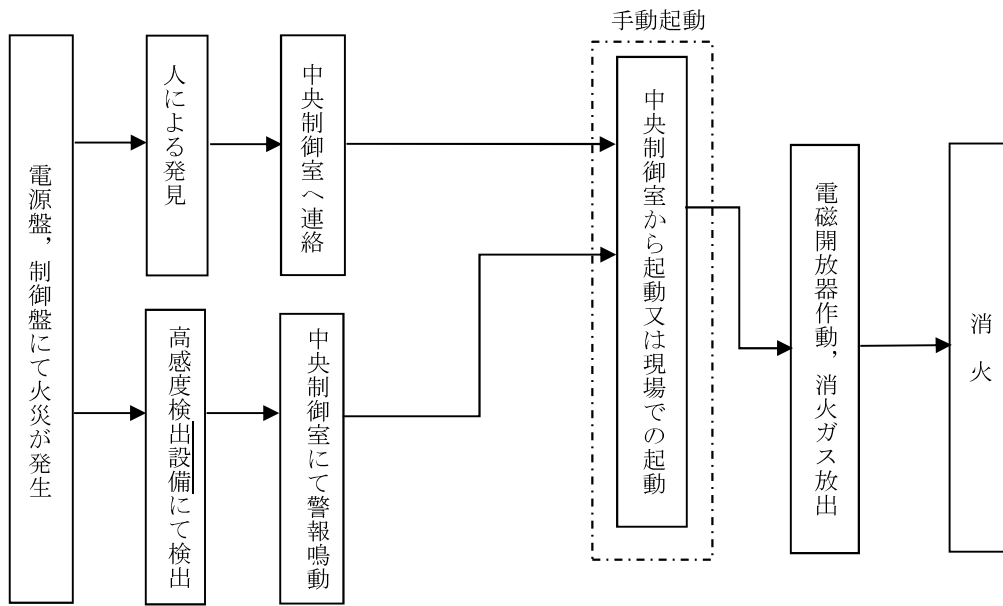 手動起動
電源盤，制御盤にて火災が発生
人による発見
中央制御室へ連絡
高感度検出設備にて検出
中央制御室にて警報鳴動
中央制御室から起動又は現場での起動
電磁開放器作動，消火ガス放出
消火